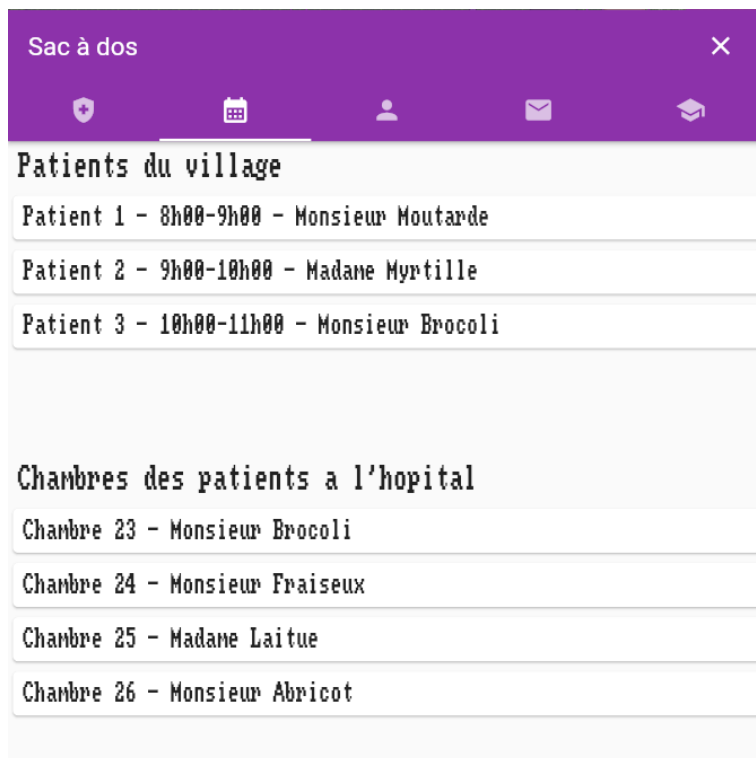 Sac à dos
Patients du village
Patient 1 - 8h00-9h00 - Monsieur Moutarde
Patient 2 - 9h00-10h00 - Madame Myrtille
Patient 3 - 10h00-11h00 - Monsieur Brocoli
Chambres des patients a l'hopital
Chambre 23 - Monsieur Brocoli
Chambre 24 - Monsieur Fraiseux
Chambre 25 - Madame Laitue
Chambre 26 - Monsieur Abricot